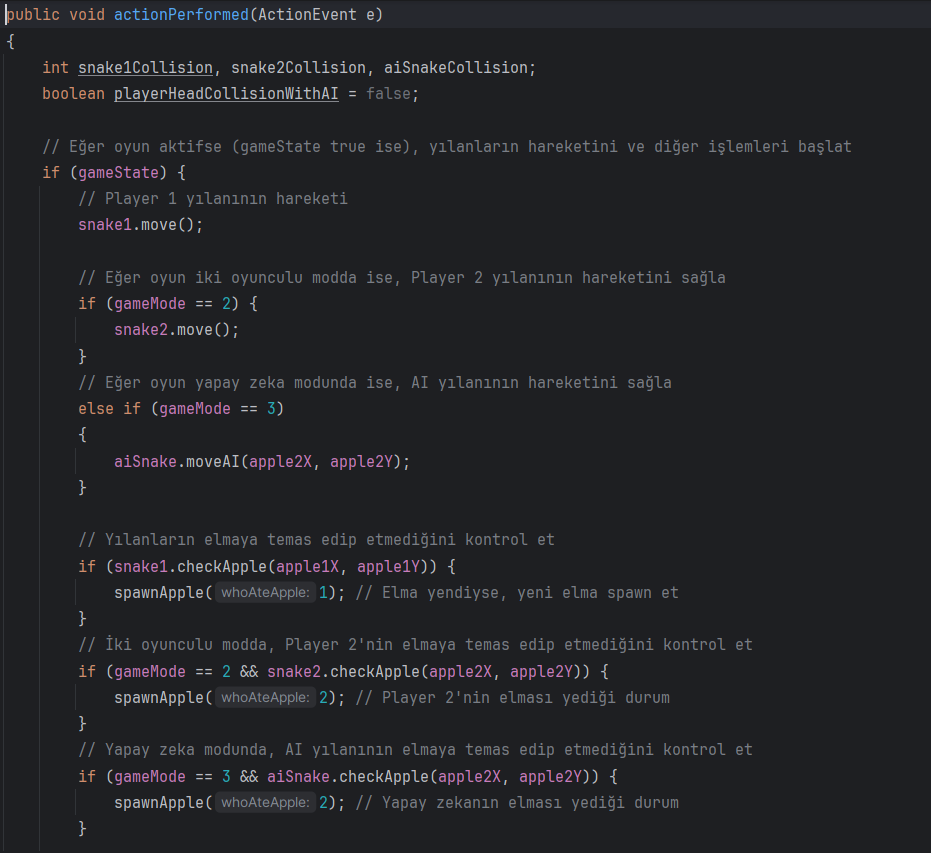 public void actionPerformed(ActionEvent e)
{
int snake1Collision, snake2Collision, aiSnakeCollision;
boolean playerHeadCollisionWithAI = false;
// Eğer oyun aktifse (gameState true ise), yılanların hareketini ve diğer işlemleri başlat
if (gameState) {
// Player 1 yılanının hareketi
snake1.move();
// Eğer oyun iki oyunculu modda ise, Player 2 yılanının hareketini sağla
if (gameMode == 2) {
snake2.move();
}
// Eğer oyun yapay zeka modunda ise, AI yılanının hareketini sağla
else if (gameMode == 3)
{
aiSnake.moveAI(apple2X, apple2Y);
}
// Yılanların elmaya temas edip etmediğini kontrol et
if (snake1.checkApple(apple1X, apple1Y)) {
spawnApple( whoAteApple: 1); // Elma yendiyse, yeni elma spawn et
}
// İki oyunculu modda, Player 2'nin elmaya temas edip etmediğini kontrol et
if (gameMode == 2 && snake2.checkApple(apple2X, apple2Y)) {
spawnApple( whoAteApple: 2); // Player 2'nin elması yediği durum
}
// Yapay zeka modunda, AI yılanının elmaya temas edip etmediğini kontrol et
if (gameMode == 3 && aiSnake.checkApple(apple2X, apple2Y)) {
spawnApple( whoAteApple: 2); // Yapay zekanın elması yediği durum
}